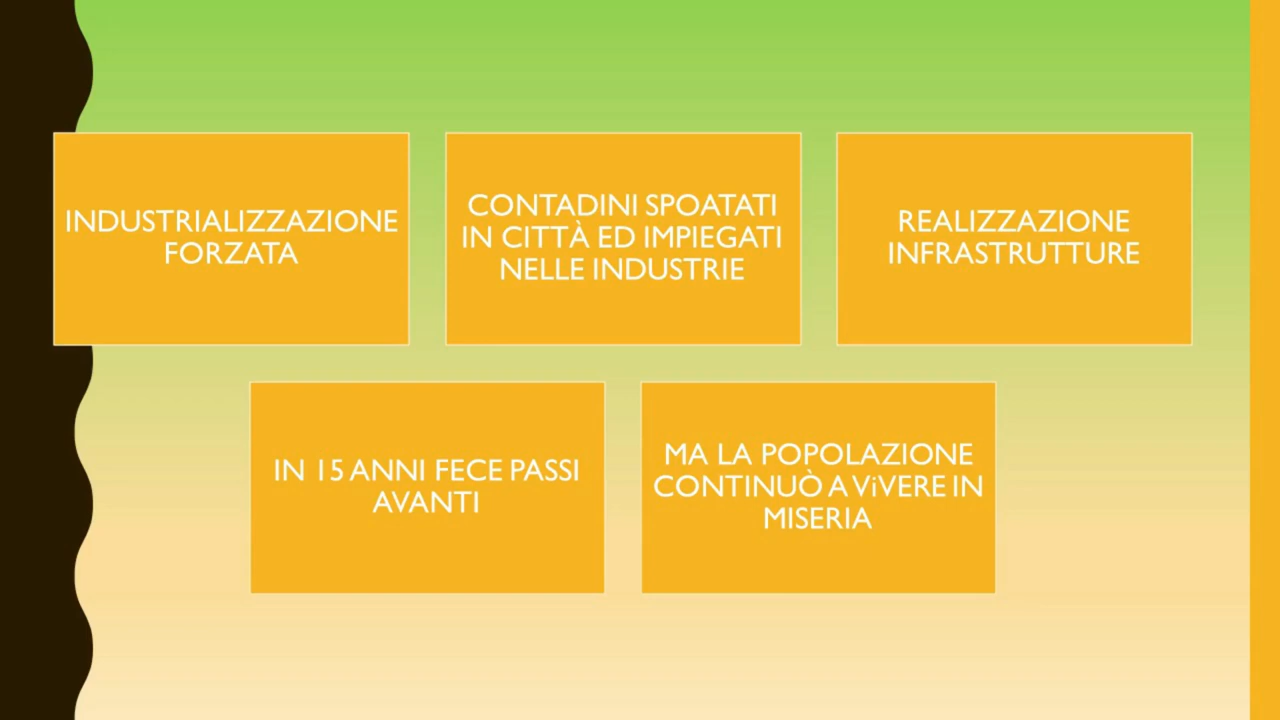 INDUSTRIALIZZAZIONE
FORZATA
CONTADINI SPOATATI
IN CITTÀ ED IMPIEGATI
NELLE INDUSTRIE
REALIZZAZIONE
INFRASTRUTTURE
IN 15 ANNI FECE PASSI
AVANTI
MA LA POPOLAZIONE
CONTINUÒ A ViVERE IN
MISERIA